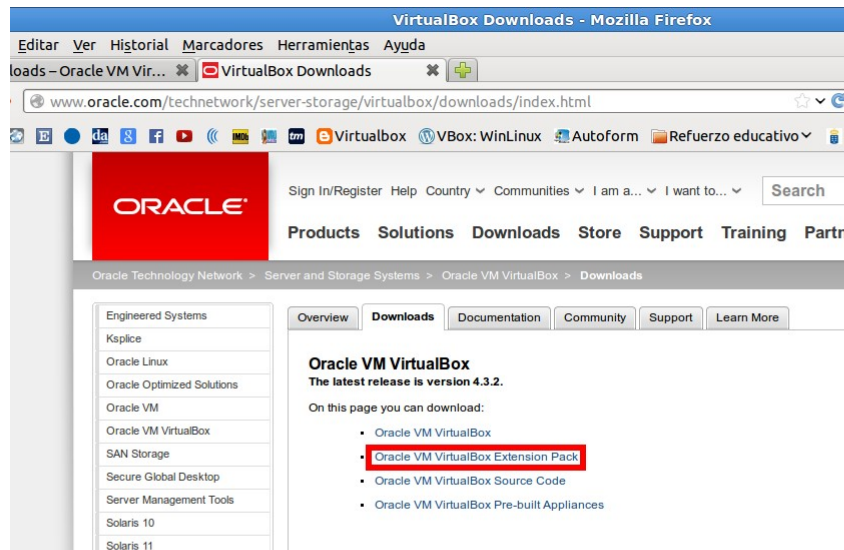 VirtualBox Downloads - Mozilla Firefox
Editar Ver Historial Marcadores Herramientas Ayuda
loads – Oracle VM Vir... VirtualBox Downloads
www.oracle.com/technetwork/server-storage/virtualbox/downloads/index.html
E da 8 f IMDb tm Virtualbox VBox: WinLinux Autoform Refuerzo educativo
ORACLE
Sign In/Register Help Country Communities I am a... I want to... Search
Products Solutions Downloads Store Support Training Partn
Oracle Technology Network > Server and Storage Systems > Oracle VM VirtualBox > Downloads
Engineered Systems
Ksplice
Oracle Linux
Oracle Optimized Solutions
Oracle VM
Oracle VM VirtualBox
SAN Storage
Secure Global Desktop
Server Management Tools
Solaris 10
Solaris 11
Overview Downloads Documentation Community Support Learn More
Oracle VM VirtualBox
The latest release is version 4.3.2.
On this page you can download:
Oracle VM VirtualBox
Oracle VM VirtualBox Extension Pack
Oracle VM VirtualBox Source Code
Oracle VM VirtualBox Pre-built Appliances